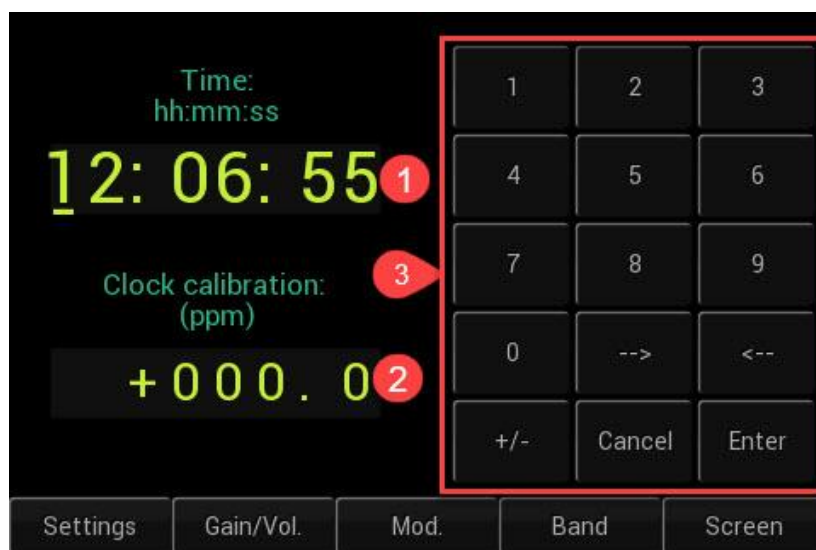 Time:
hh:mm:ss
12: 06: 55
1
Clock calibration:
(ppm)
+000. 0
2
3
1 2 3
4 5 6
7 8 9
0 --> <--
+/- Cancel Enter
Settings Gain/Vol. Mod. Band Screen